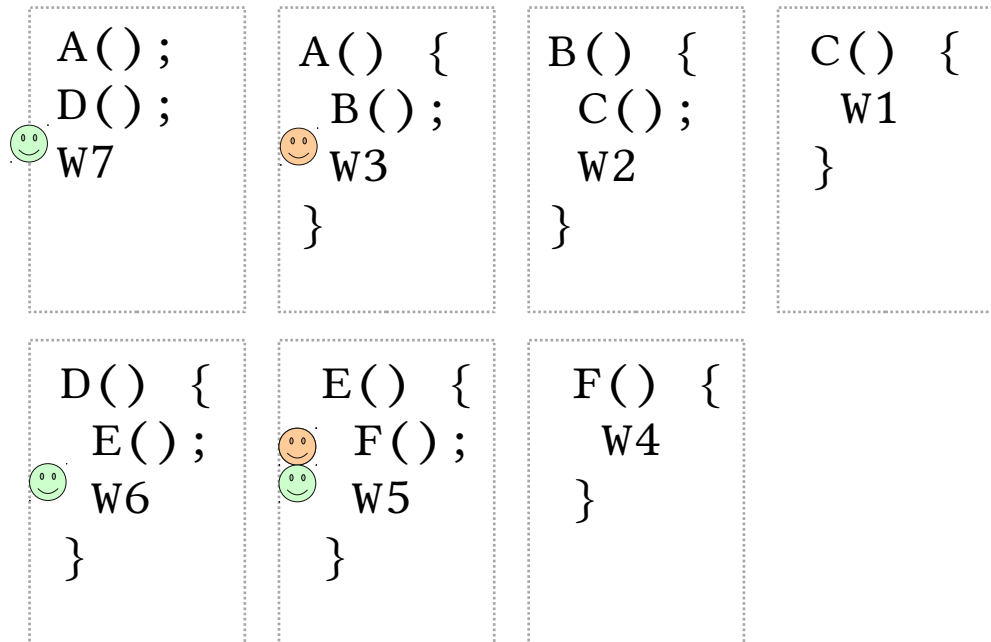 A();
D();
W7
A() {
B();
W3
}
B() {
C();
W2
}
C() {
W1
}
D() {
E();
W6
}
E() {
F();
W5
}
F() {
W4
}